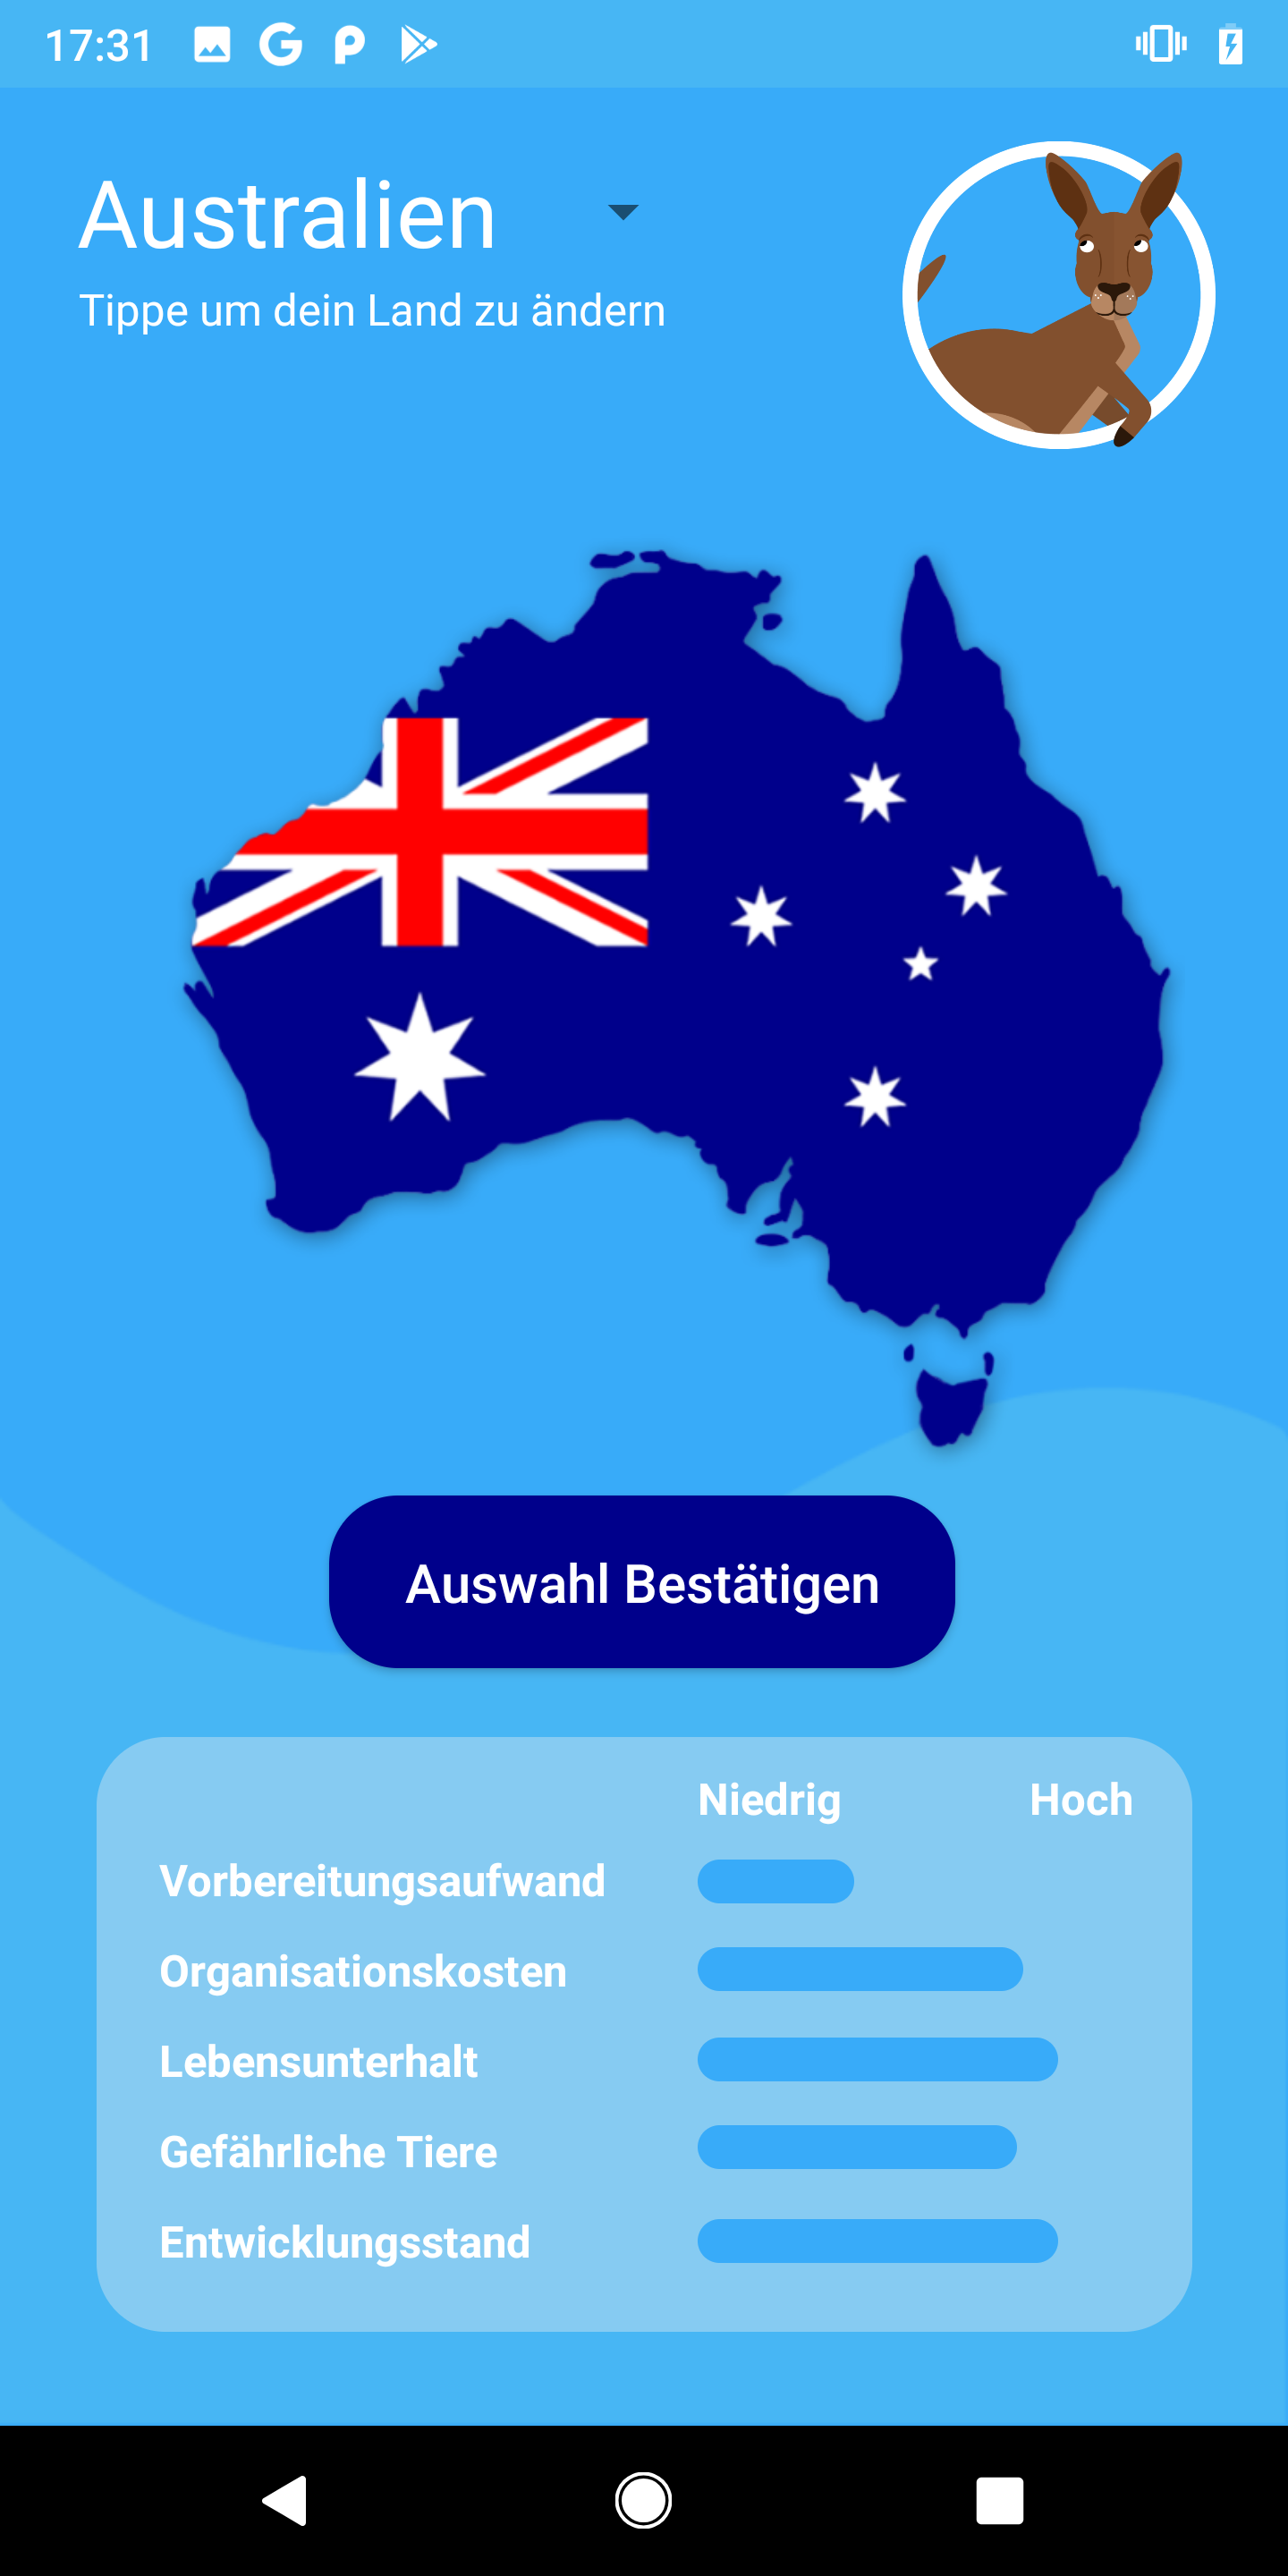 17:31
Australien
Tippe um dein Land zu ändern
Auswahl Bestätigen
Niedrig Hoch
Vorbereitungsaufwand
Organisationskosten
Lebensunterhalt
Gefährliche Tiere
Entwicklungsstand